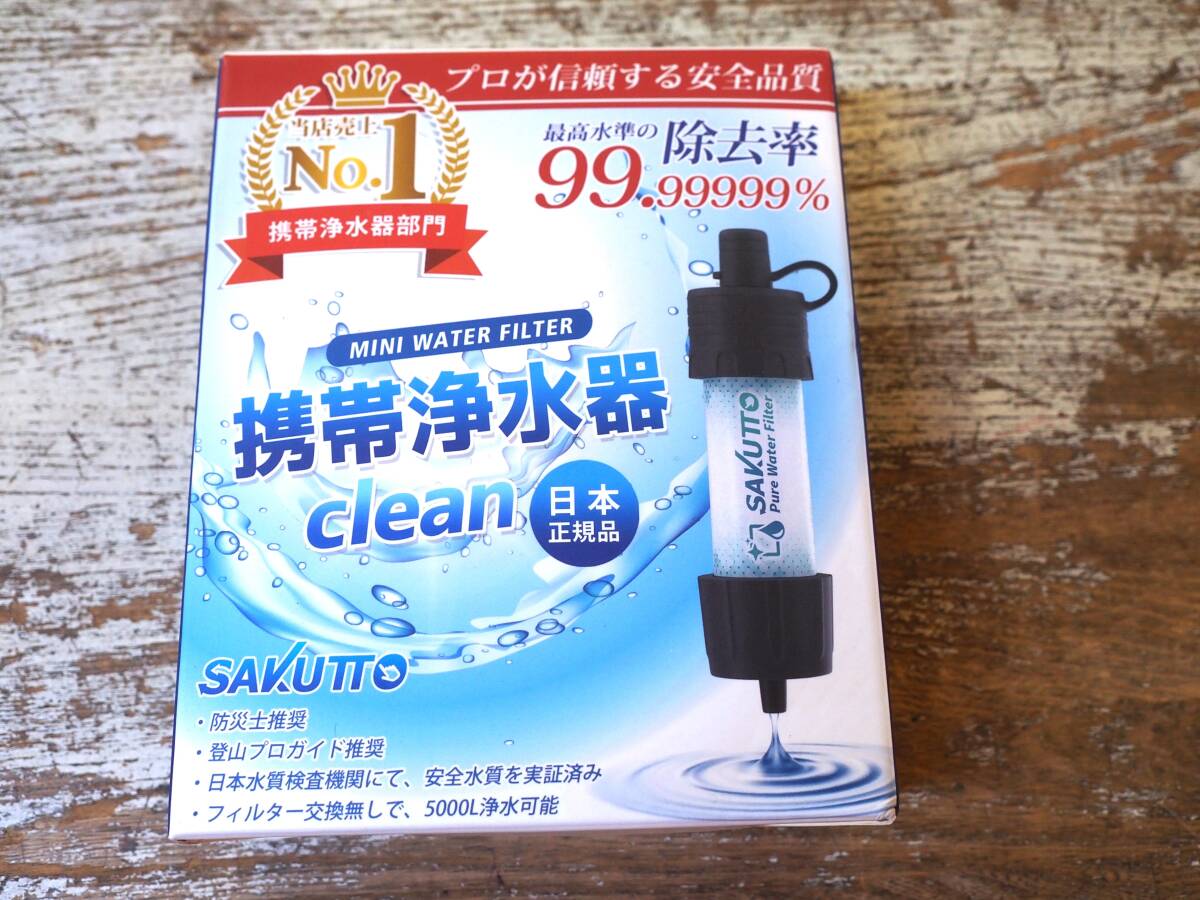 プロが信頼する安全品質
当店売上
No.1
携帯浄水器部門
最高水準の除去率
99.99999%
MINI WATER FILTER
携帯浄水器
clean
日本
正規品
SAKUTTO
Pure Water Filter
SAKUTTO
・防災士推奨
・登山プロガイド推奨
・日本水質検査機関にて、安全水質を実証済み
・フィルター交換無しで、5000L浄水可能